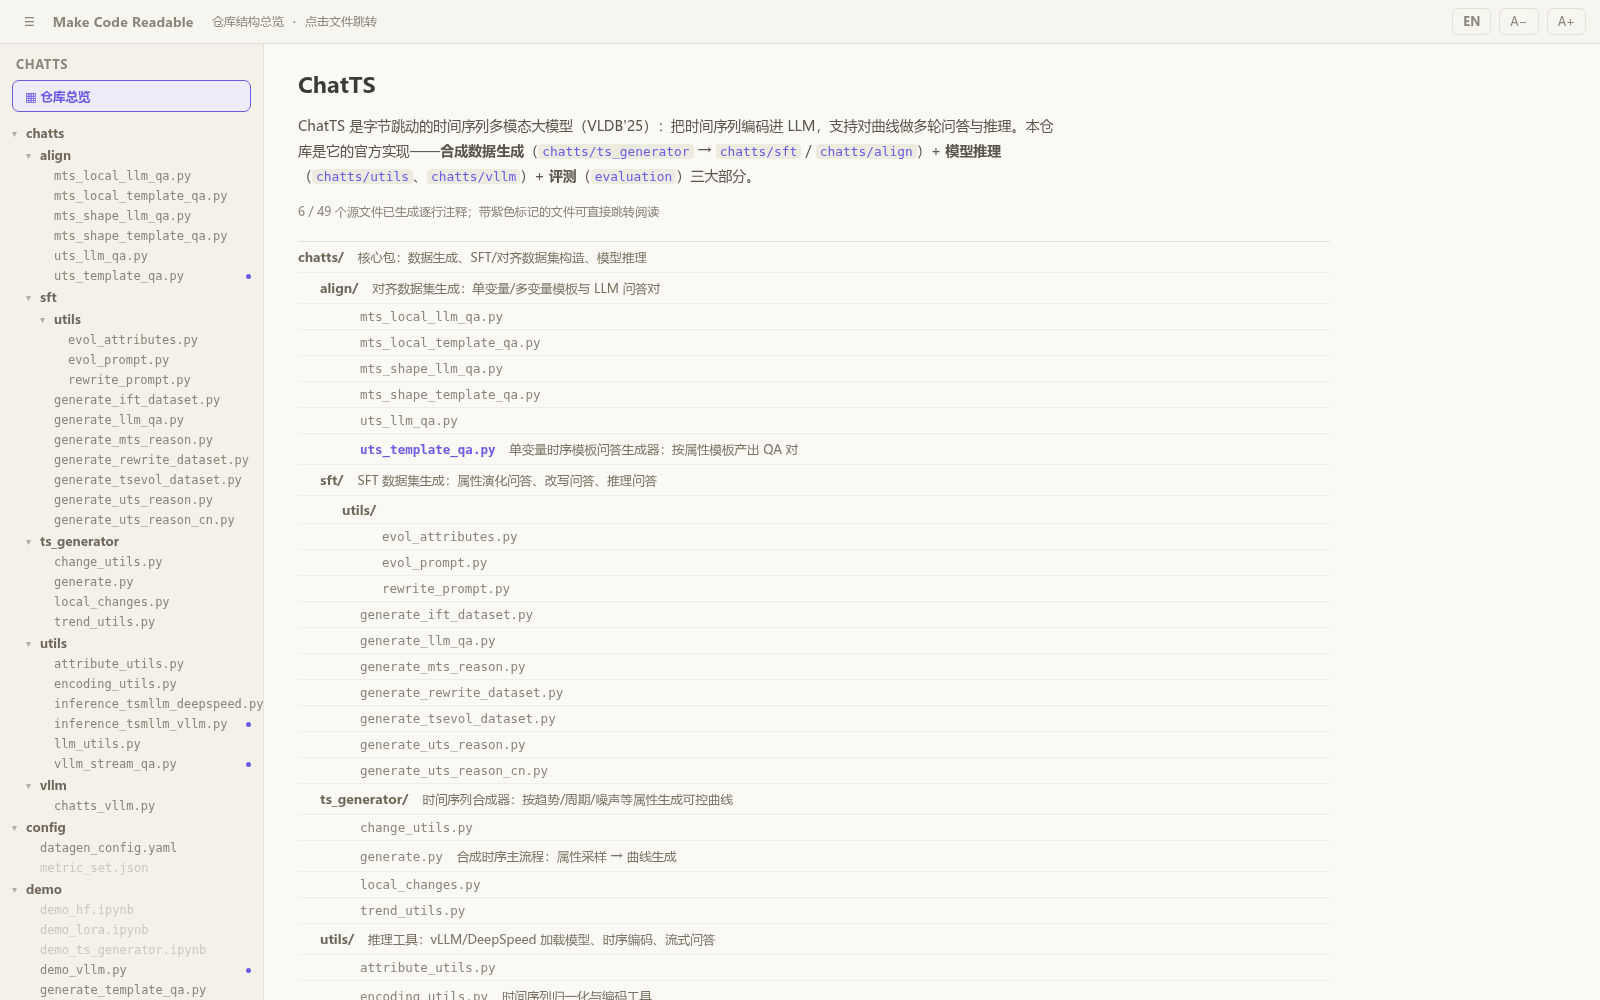 ☰ Make Code Readable 仓库结构总览 · 点击文件跳转 EN A− A+
CHATTS
▦ 仓库总览
▾ chatts
▾ align
mts_local_llm_qa.py
mts_local_template_qa.py
mts_shape_llm_qa.py
mts_shape_template_qa.py
uts_llm_qa.py
uts_template_qa.py
▾ sft
▾ utils
evol_attributes.py
evol_prompt.py
rewrite_prompt.py
generate_ift_dataset.py
generate_llm_qa.py
generate_mts_reason.py
generate_rewrite_dataset.py
generate_tsevol_dataset.py
generate_uts_reason.py
generate_uts_reason_cn.py
▾ ts_generator
change_utils.py
generate.py
local_changes.py
trend_utils.py
▾ utils
attribute_utils.py
encoding_utils.py
inference_tsmllm_deepspeed.py
inference_tsmllm_vllm.py
llm_utils.py
vllm_stream_qa.py
▾ vllm
chatts_vllm.py
▾ config
datagen_config.yaml
metric_set.json
▾ demo
demo_hf.ipynb
demo_lora.ipynb
demo_ts_generator.ipynb
demo_vllm.py
generate_template_qa.py
ChatTS
ChatTS 是字节跳动的时间序列多模态大模型（VLDB'25）：把时间序列编码进 LLM，支持对曲线做多轮问答与推理。本仓
库是它的官方实现——合成数据生成（chatts/ts_generator → chatts/sft / chatts/align）+ 模型推理
（chatts/utils、chatts/vllm）+ 评测（evaluation）三大部分。
6 / 49 个源文件已生成逐行注释；带紫色标记的文件可直接跳转阅读
chatts/ 核心包：数据生成、SFT/对齐数据集构造、模型推理
align/ 对齐数据集生成：单变量/多变量模板与 LLM 问答对
mts_local_llm_qa.py
mts_local_template_qa.py
mts_shape_llm_qa.py
mts_shape_template_qa.py
uts_llm_qa.py
uts_template_qa.py 单变量时序模板问答生成器：按属性模板产出 QA 对
sft/ SFT 数据集生成：属性演化问答、改写问答、推理问答
utils/
evol_attributes.py
evol_prompt.py
rewrite_prompt.py
generate_ift_dataset.py
generate_llm_qa.py
generate_mts_reason.py
generate_rewrite_dataset.py
generate_tsevol_dataset.py
generate_uts_reason.py
generate_uts_reason_cn.py
ts_generator/ 时间序列合成器：按趋势/周期/噪声等属性生成可控曲线
change_utils.py
generate.py 合成时序主流程：属性采样 → 曲线生成
local_changes.py
trend_utils.py
utils/ 推理工具：vLLM/DeepSpeed 加载模型、时序编码、流式问答
attribute_utils.py
encoding_utils.py 时间序列归一化与编码工具